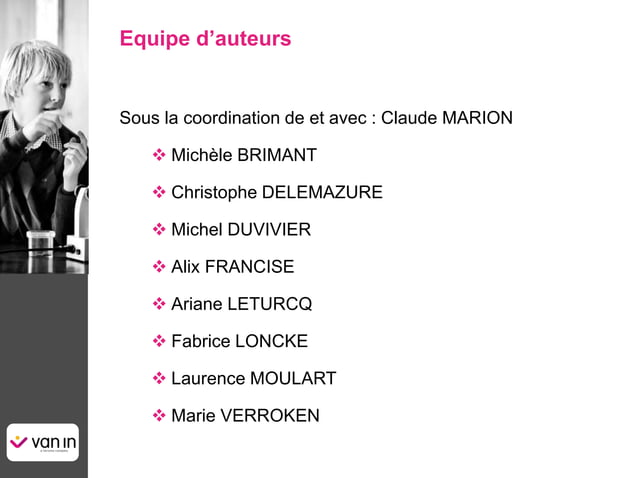 Equipe d’auteurs
Sous la coordination de et avec : Claude MARION
❖ Michèle BRIMANT
❖ Christophe DELEMAZURE
❖ Michel DUVIVIER
❖ Alix FRANCISE
❖ Ariane LETURCQ
❖ Fabrice LONCKE
❖ Laurence MOULART
❖ Marie VERROKEN
van in